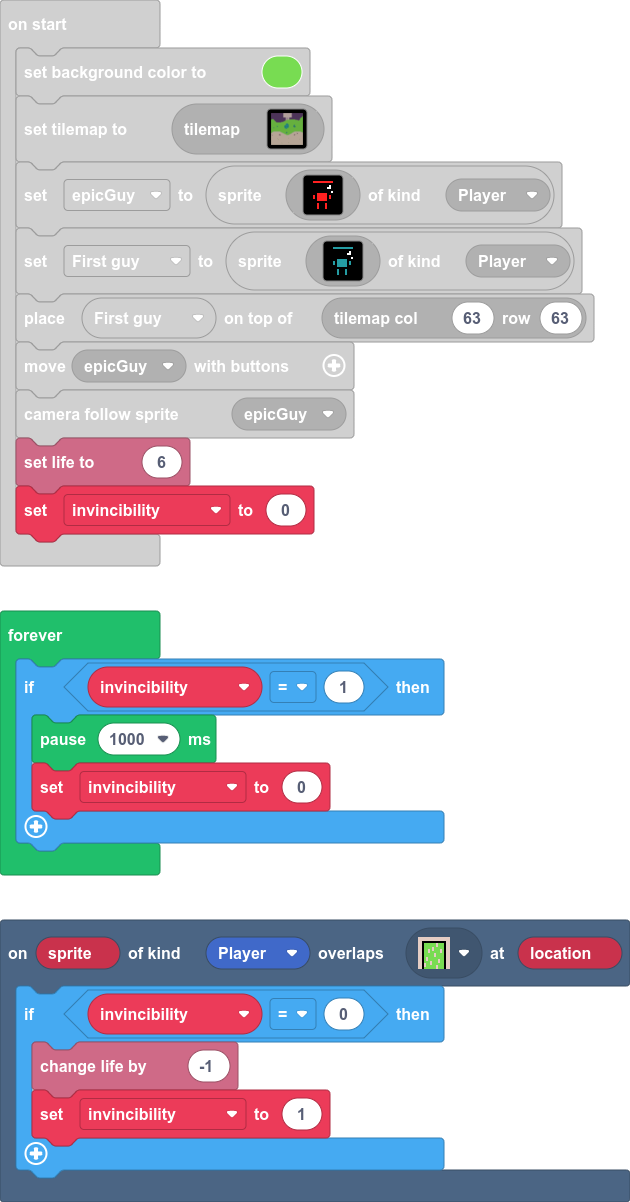 on start
set background color to
set tilemap to tilemap
set epicGuy to sprite of kind Player
set First guy to sprite of kind Player
place First guy on top of tilemap col 63 row 63
move epicGuy with buttons
camera follow sprite epicGuy
set life to 6
set invincibility to 0
forever
if invincibility = 1 then
pause 1000 ms
set invincibility to 0
on sprite of kind Player overlaps at location
if invincibility = 0 then
change life by -1
set invincibility to 1